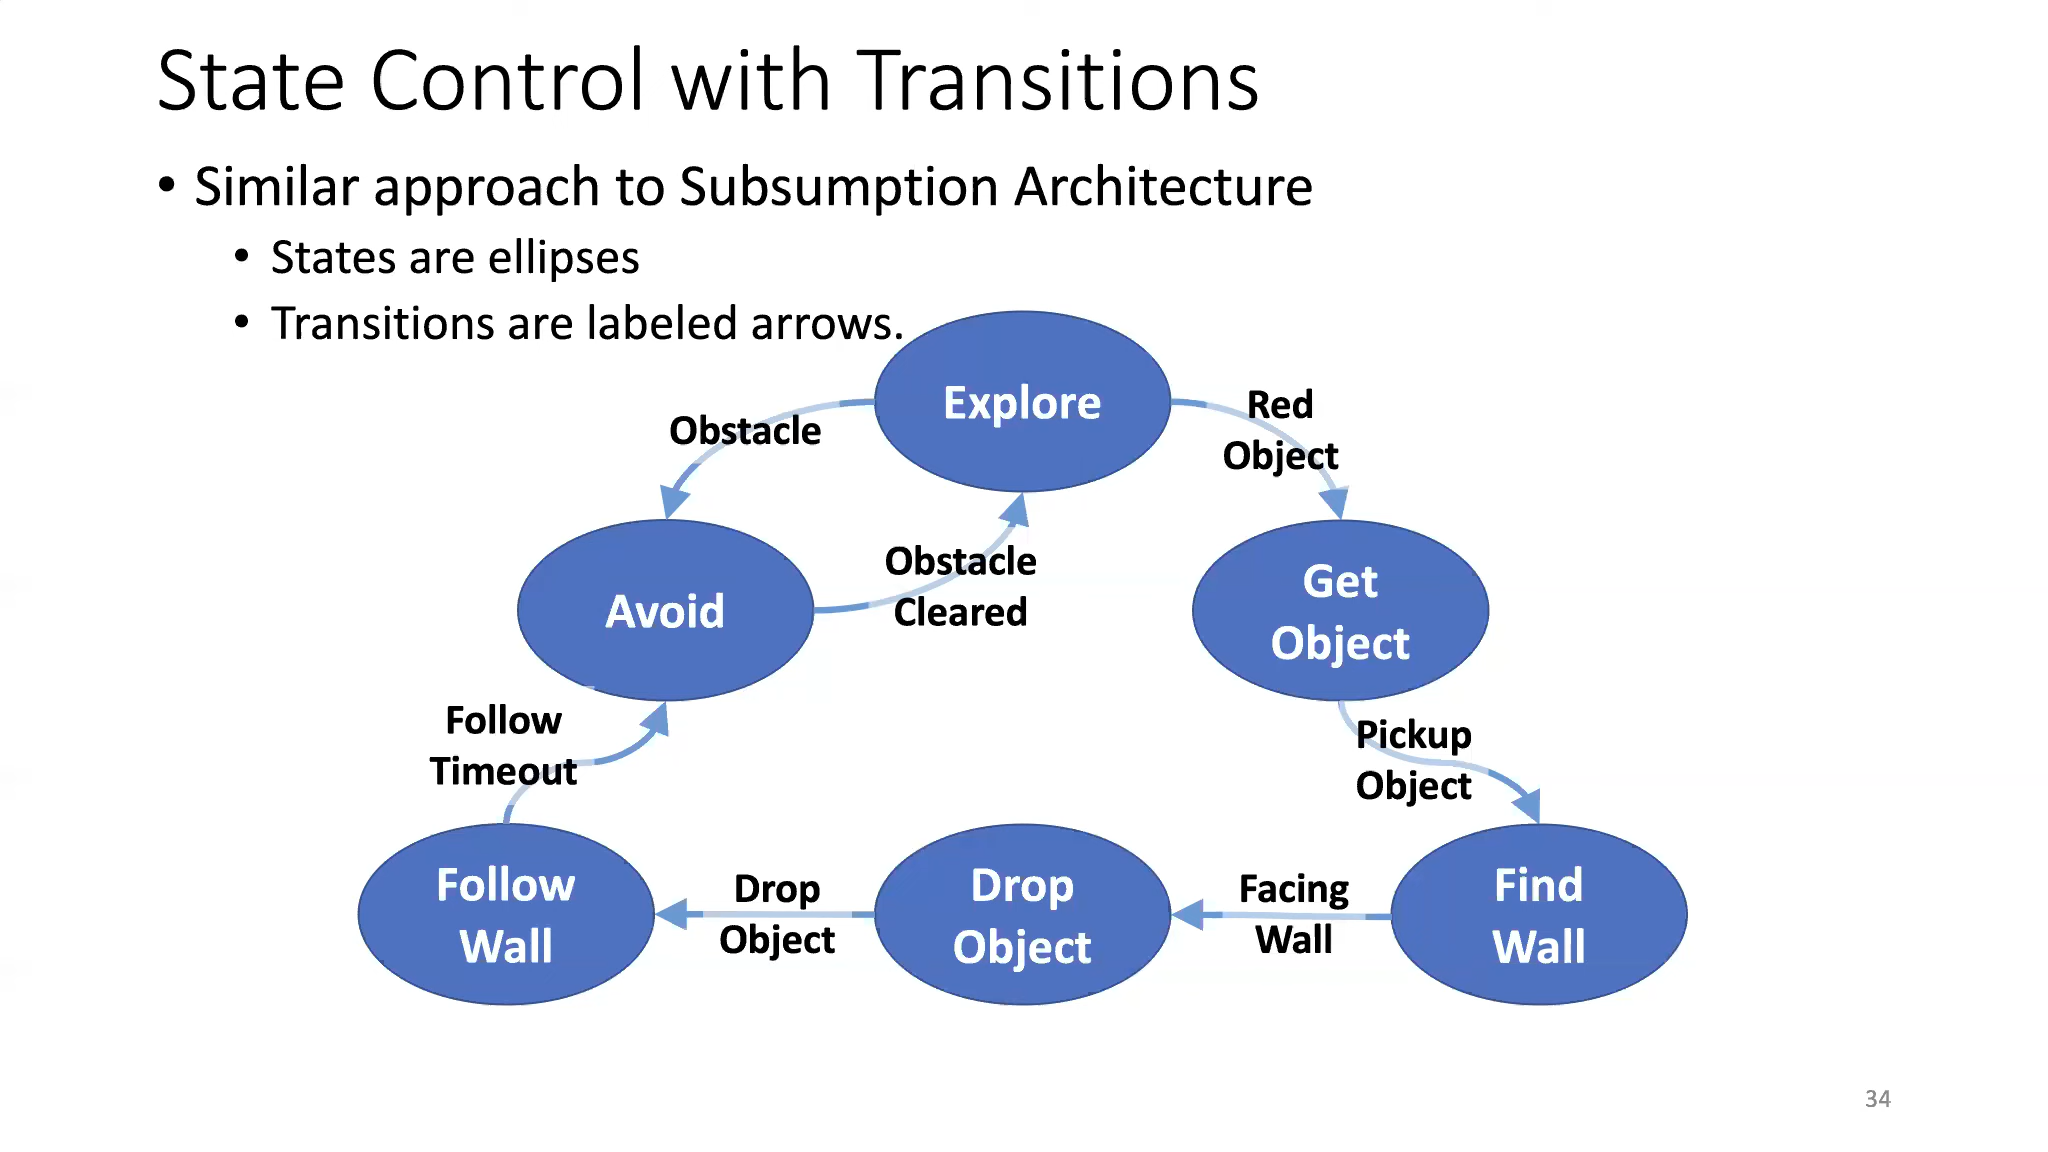 State Control with Transitions
• Similar approach to Subsumption Architecture
• States are ellipses
• Transitions are labeled arrows.
Explore
Obstacle
Red
Object
Avoid
Obstacle
Cleared
Get
Object
Follow
Timeout
Pickup
Object
Follow
Wall
Drop
Object
Drop
Object
Facing
Wall
Find
Wall
34